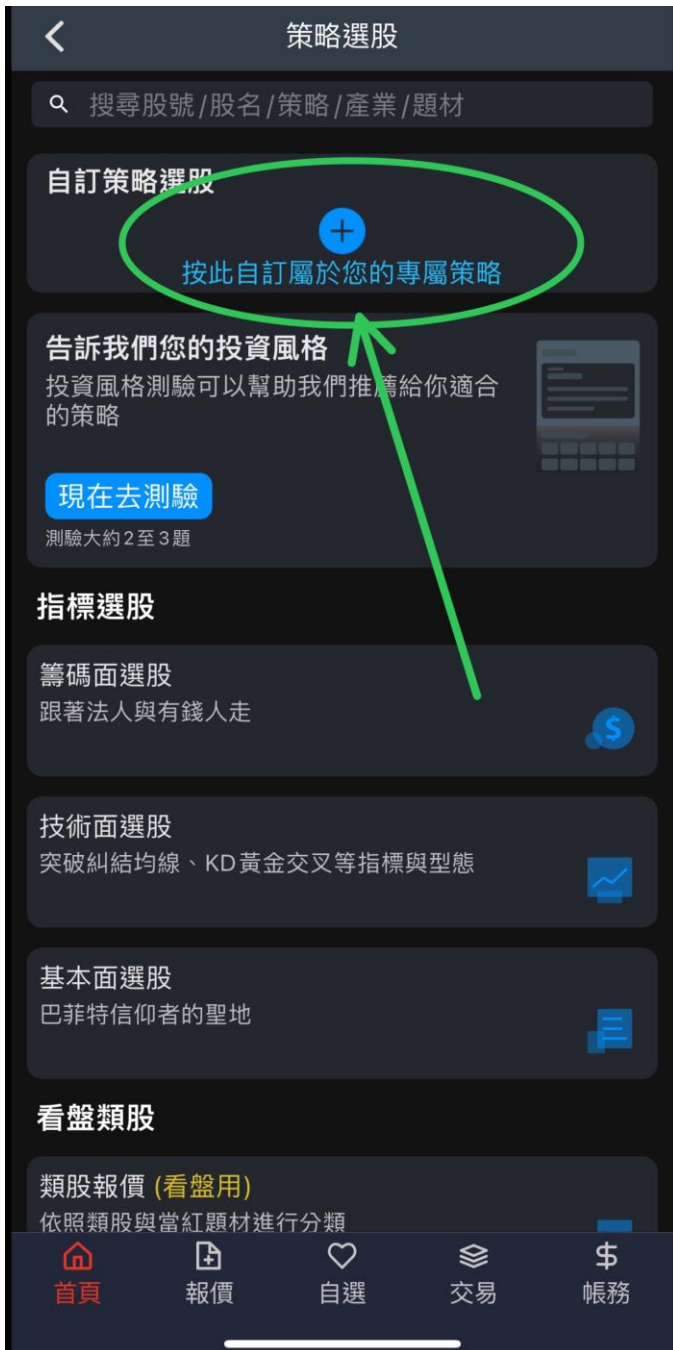 策略選股
搜尋股號/股名/策略/產業/題材
自訂策略選股
按此自訂屬於您的專屬策略
告訴我們您的投資風格
投資風格測驗可以幫助我們推薦給你適合
的策略
現在去測驗
測驗大約2至3題
指標選股
籌碼面選股
跟著法人與有錢人走
技術面選股
突破糾結均線、KD黃金交叉等指標與型態
基本面選股
巴菲特信仰者的聖地
看盤類股
類股報價 (看盤用)
依照類股與當紅題材進行分類
首頁 報價 自選 交易 帳務